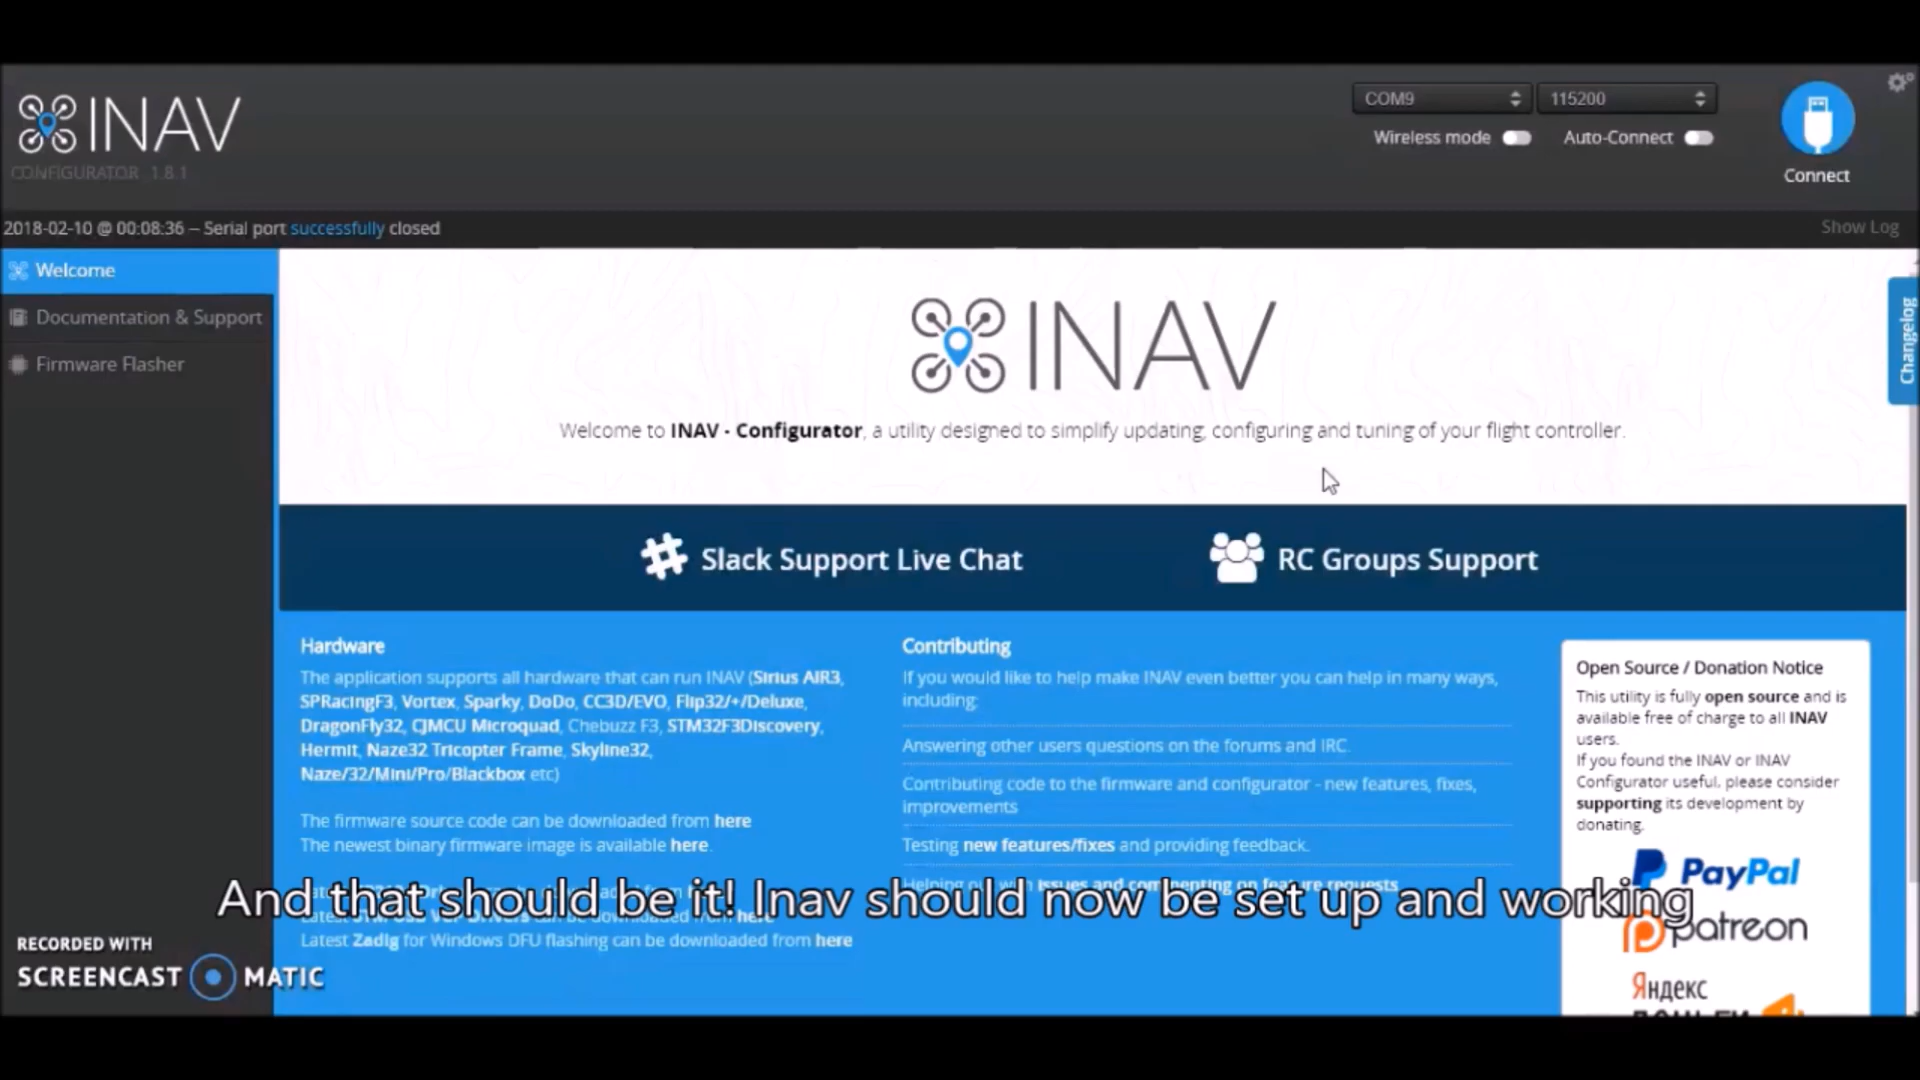 INAV
CONFIGURATOR 1.8.1
COM9
115200
Wireless mode
Auto-Connect
Connect
2018-02-10 @ 00:08:36 -- Serial port successfully closed
Show Log
Welcome
Documentation & Support
Firmware Flasher
INAV
Changelog
Welcome to INAV - Configurator, a utility designed to simplify updating, configuring and tuning of your flight controller.
Slack Support Live Chat
RC Groups Support
Hardware
The application supports all hardware that can run INAV (Sirius AIR3,
SPRacingF3, Vortex, Sparky, DoDo, CC3D/EVO, Flip32/+/Deluxe,
DragonFly32, CJMCU Microquad, Chebuzz F3, STM32F3Discovery,
Hermit, Naze32 Tricopter Frame, Skyline32,
Naze/32/Mini/Pro/Blackbox etc)
The firmware source code can be downloaded from here
The newest binary firmware image is available here.
Latest Zadig for Windows DFU flashing can be downloaded from here
Contributing
If you would like to help make INAV even better you can help in many ways,
including:
Answering other users questions on the forums and IRC.
Contributing code to the firmware and configurator - new features, fixes,
improvements
Testing new features/fixes and providing feedback.
Helping out with issues and commenting on feature requests.
Open Source / Donation Notice
This utility is fully open source and is
available free of charge to all INAV
users.
If you found the INAV or INAV
Configurator useful, please consider
supporting its development by
donating.
PayPal
patreon
Яндекс
And that should be it! Inav should now be set up and working
RECORDED WITH
SCREENCAST MATIC